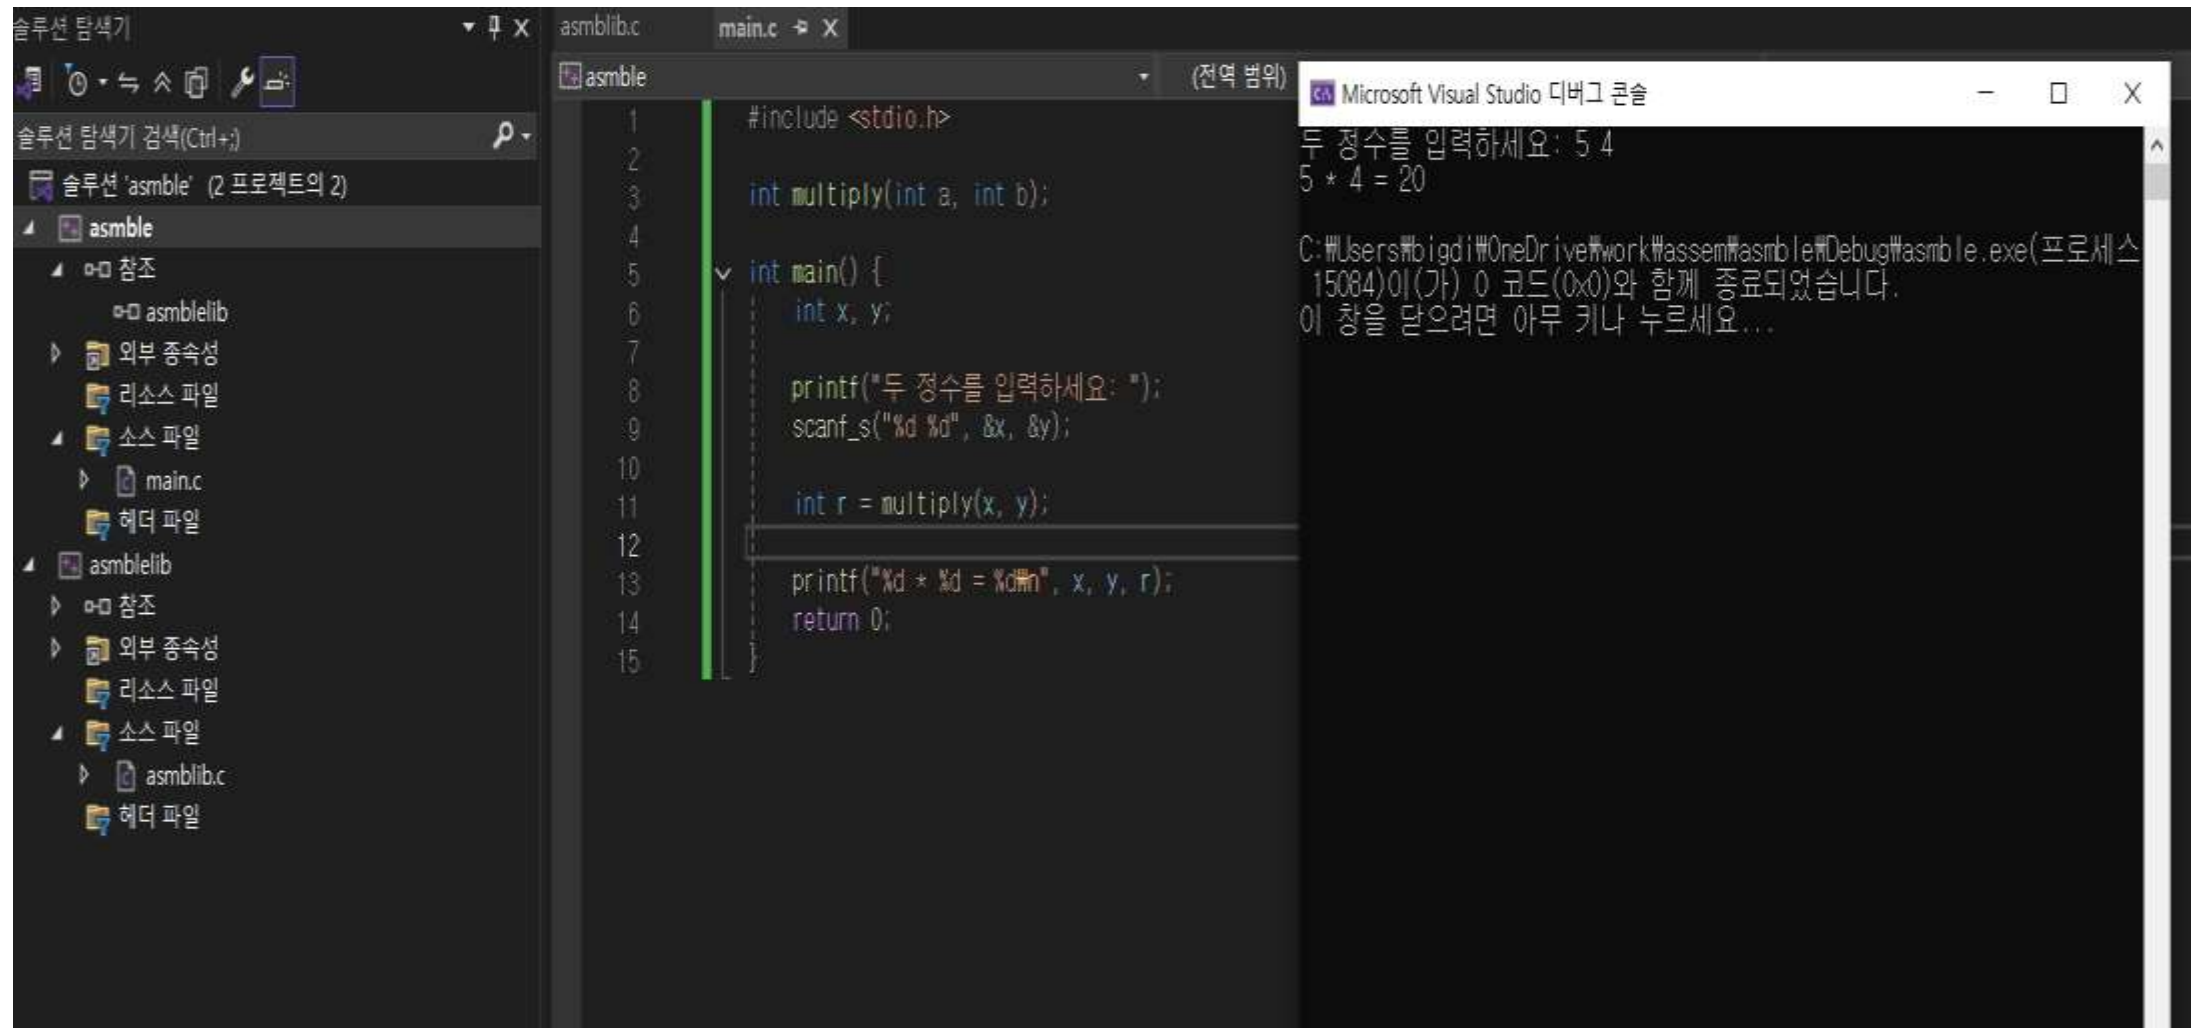 솔루션 탐색기
솔루션 탐색기 검색(Ctrl+;)
솔루션 'asmble' (2 프로젝트의 2)
asmble
참조
asmblelib
외부 종속성
리소스 파일
소스 파일
main.c
헤더 파일
asmblelib
참조
외부 종속성
리소스 파일
소스 파일
asmblib.c
헤더 파일
asmblib.c main.c
asmble (전역 범위)
1 #include <stdio.h>
2
3 int multiply(int a, int b);
4
5 int main() {
6 int x, y;
7
8 printf("두 정수를 입력하세요: ");
9 scanf_s("%d %d", &x, &y);
10
11 int r = multiply(x, y);
12
13 printf("%d * %d = %d₩n", x, y, r);
14 return 0;
15 }
Microsoft Visual Studio 디버그 콘솔
두 정수를 입력하세요: 5 4
5 * 4 = 20
C:₩Users₩bigdi₩OneDrive₩work₩assem₩asmble₩Debug₩asmble.exe(프로세스
15084)이(가) 0 코드(0x0)와 함께 종료되었습니다.
이 창을 닫으려면 아무 키나 누르세요...